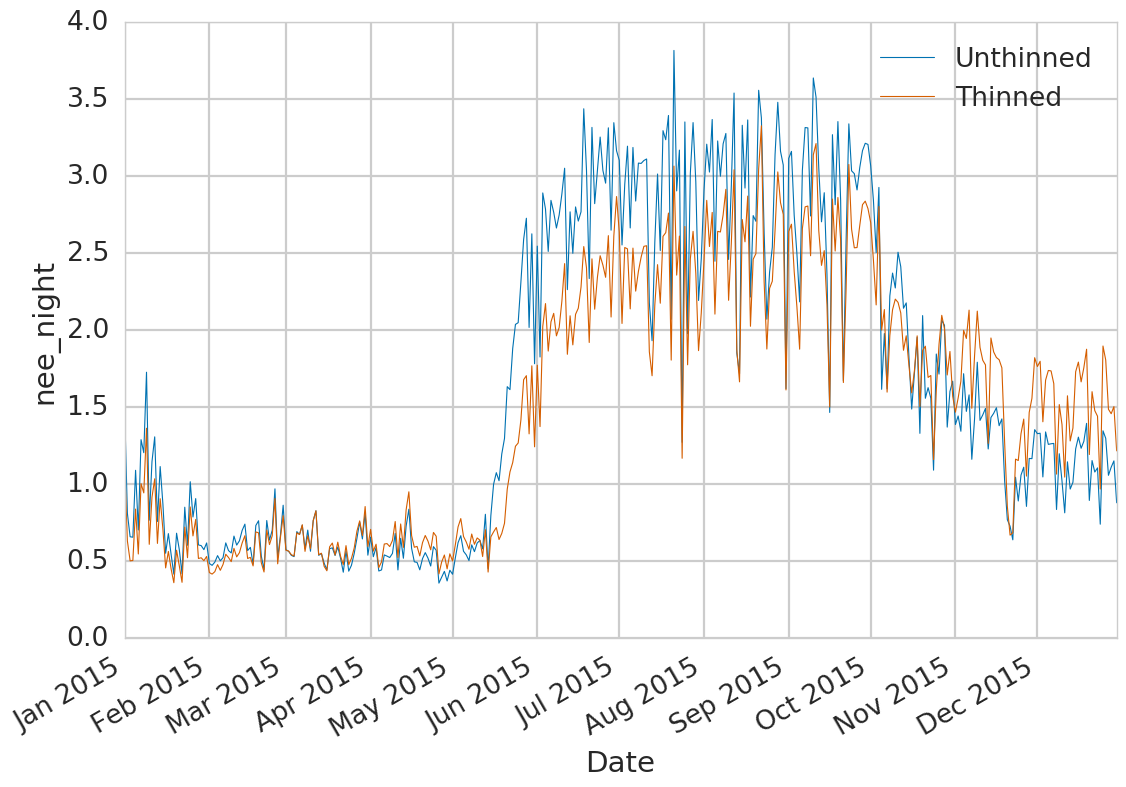 4.0
3.5
3.0
2.5
2.0
1.5
1.0
0.5
0.0
nee_night
Unthinned
Thinned
Jan 2015
Feb 2015
Mar 2015
Apr 2015
May 2015
Jun 2015
Jul 2015
Aug 2015
Sep 2015
Oct 2015
Nov 2015
Dec 2015
Date